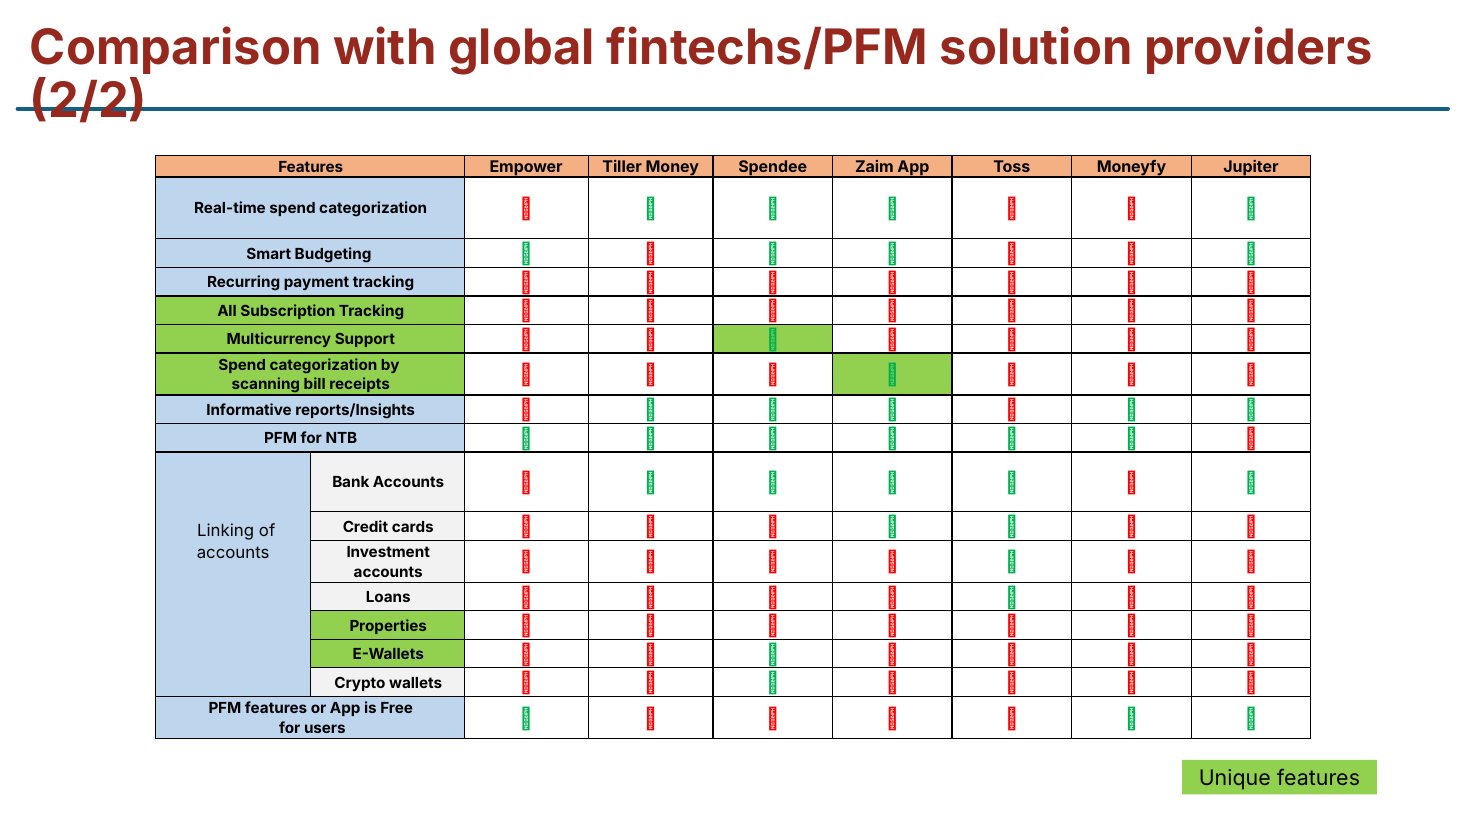 Comparison with global fintechs/PFM solution providers
(2/2)
Features Empower Tiller Money Spendee Zaim App Toss Moneyfy Jupiter
Real-time spend categorization
Smart Budgeting
Recurring payment tracking
All Subscription Tracking
Multicurrency Support
Spend categorization by
scanning bill receipts
Informative reports/Insights
PFM for NTB
Linking of
accounts
Bank Accounts
Credit cards
Investment
accounts
Loans
Properties
E-Wallets
Crypto wallets
PFM features or App is Free
for users
Unique features